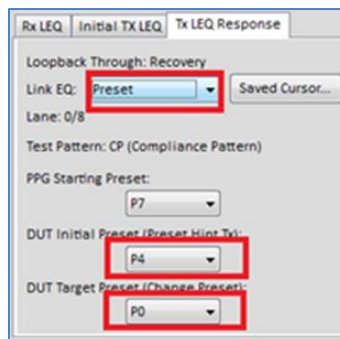 Rx LEQ Initial TX LEQ Tx LEQ Response
Loopback Through: Recovery
Link EQ: Preset Saved Cursor...
Lane: 0/8
Test Pattern: CP (Compliance Pattern)
PPG Starting Preset:
P7
DUT Initial Preset (Preset Hint Tx):
P4
DUT Target Preset (Change Preset):
P0